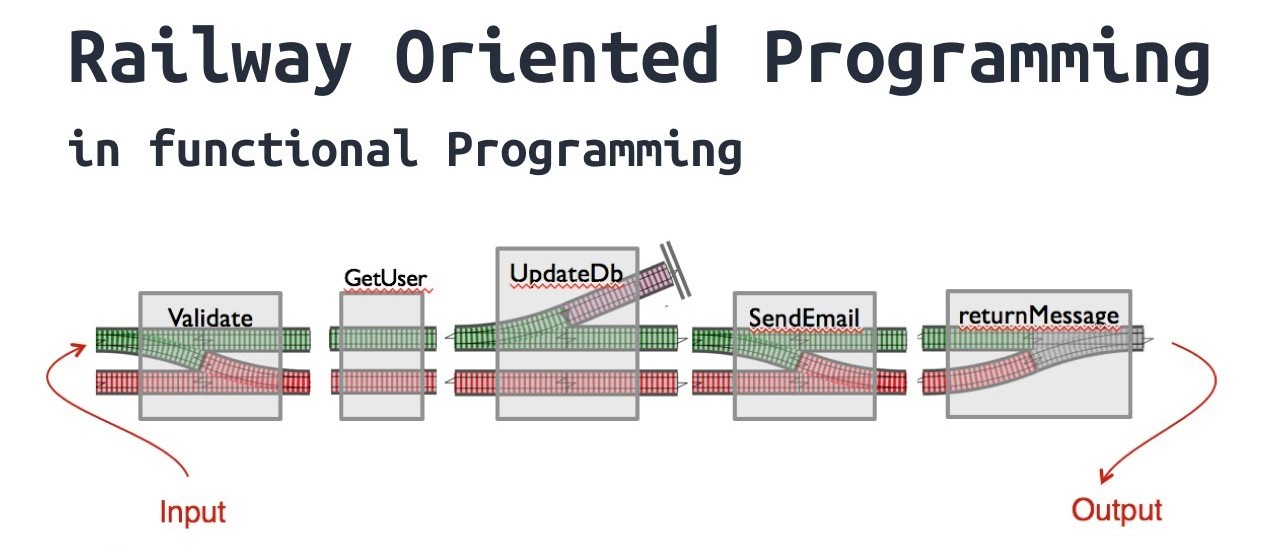 Railway Oriented Programming
in functional Programming
Validate
GetUser
UpdateDb
SendEmail
returnMessage
Input
Output